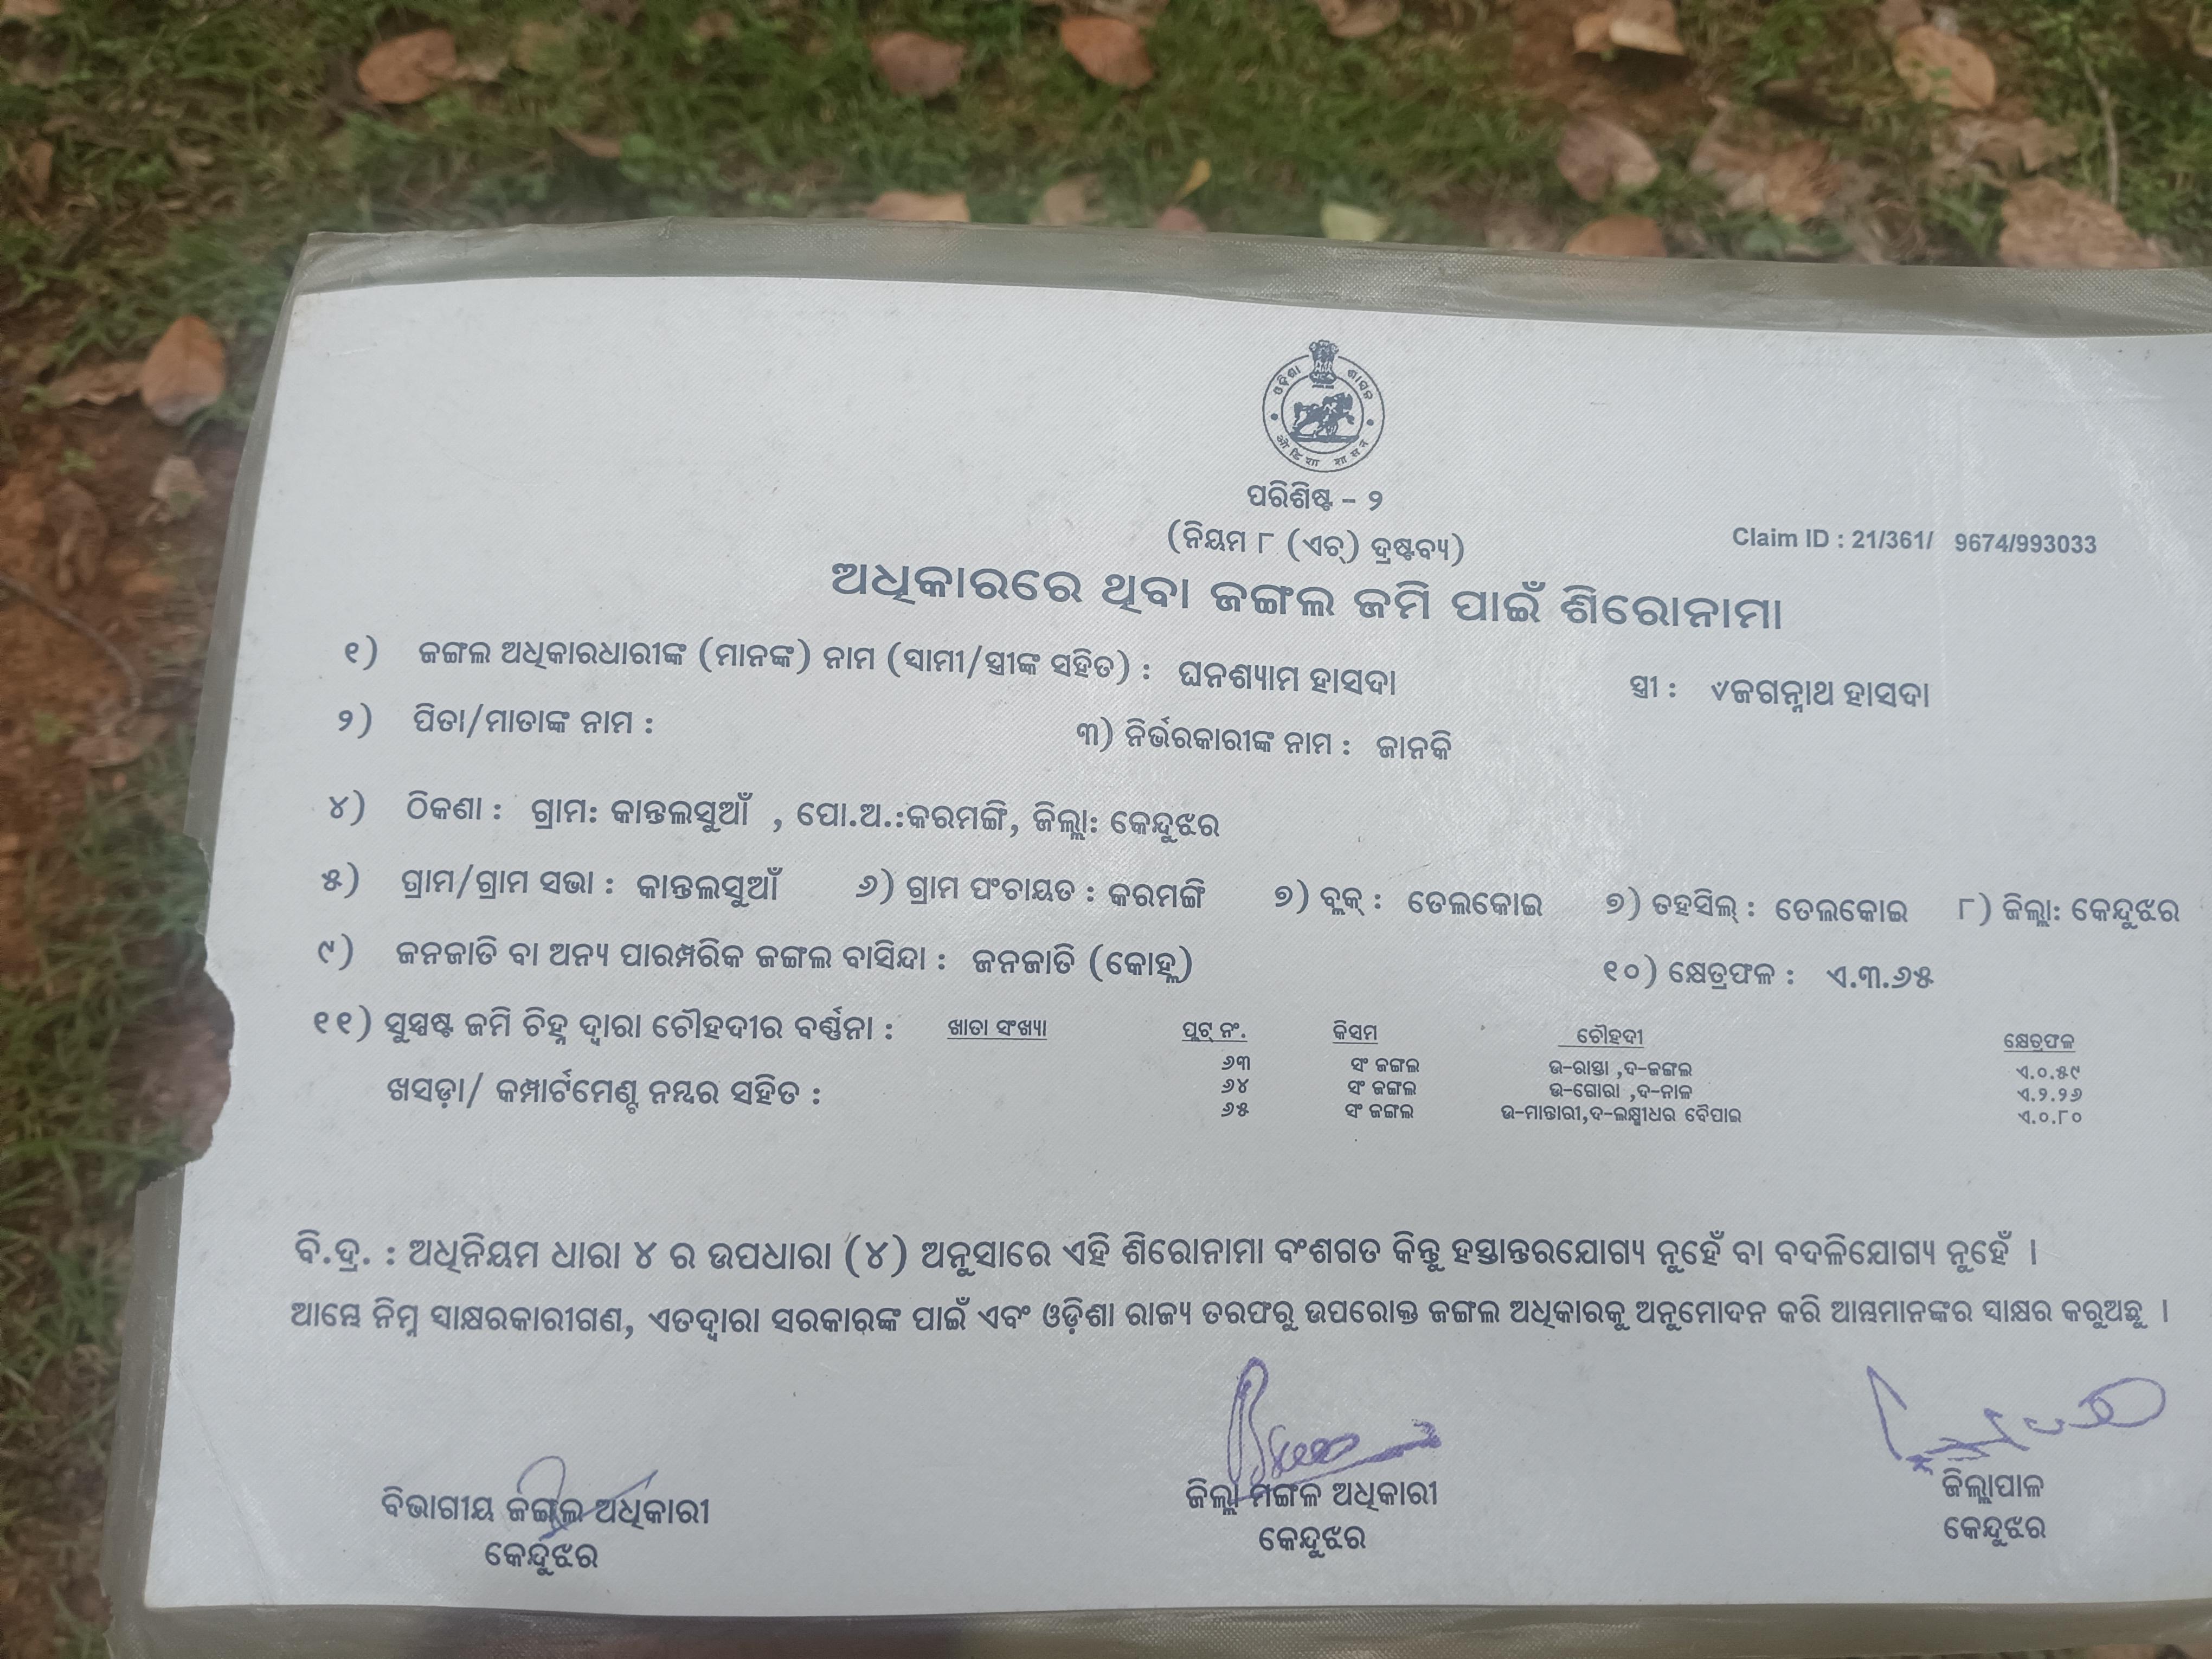 ଓଡ଼ିଶା ଶାସନ
ओडिशा शासन
ପରିଶିଷ୍ଟ - ୨
(ନିୟମ ୮ (ଏଚ୍) ଦ୍ରଷ୍ଟବ୍ୟ)
Claim ID : 21/361/ 9674/993033
ଅଧିକାରରେ ଥିବା ଜଙ୍ଗଲ ଜମି ପାଇଁ ଶିରୋନାମା
୧) ଜଙ୍ଗଲ ଅଧିକାରଧାରୀଙ୍କ (ମାନଙ୍କ) ନାମ (ସ୍ୱାମୀ/ସ୍ତ୍ରୀଙ୍କ ସହିତ) : ଘନଶ୍ୟାମ ହାସଦା ସ୍ତ୍ରୀ : ୰ଜଗନ୍ନାଥ ହାସଦା
୨) ପିତା/ମାତାଙ୍କ ନାମ : ୩) ନିର୍ଭରକାରୀଙ୍କ ନାମ : ଜାନକି
୪) ଠିକଣା : ଗ୍ରାମ: କାନ୍ତଲସୁଆଁ , ପୋ.ଅ.:କରମଙ୍ଗି, ଜିଲ୍ଲା: କେନ୍ଦୁଝର
୫) ଗ୍ରାମ/ଗ୍ରାମ ସଭା : କାନ୍ତଲସୁଆଁ ୬) ଗ୍ରାମ ପଂଚାୟତ : କରମଙ୍ଗି ୭) ବ୍ଲକ୍ : ତେଲକୋଇ ୭) ତହସିଲ୍ : ତେଲକୋଇ ୮) ଜିଲ୍ଲା: କେନ୍ଦୁଝର
୯) ଜନଜାତି ବା ଅନ୍ୟ ପାରମ୍ପରିକ ଜଙ୍ଗଲ ବାସିନ୍ଦା : ଜନଜାତି (କୋହ୍ଲ) ୧୦) କ୍ଷେତ୍ରଫଳ : ଏ.୩.୬୫
୧୧) ସୁସ୍ପଷ୍ଟ ଜମି ଚିହ୍ନ ଦ୍ୱାରା ଚୌହଦୀର ବର୍ଣ୍ଣନା : ଖାତା ସଂଖ୍ୟା ପ୍ଲଟ୍ ନଂ. କିସମ ଚୌହଦୀ କ୍ଷେତ୍ରଫଳ
୬୩ ସଂ ଜଙ୍ଗଲ ଉ-ରାସ୍ତା ,ଦ-ଜଙ୍ଗଲ ଏ.୦.୫୯
ଖସଡ଼ା/ କମ୍ପାର୍ଟମେଣ୍ଟ ନମ୍ବର ସହିତ : ୬୪ ସଂ ଜଙ୍ଗଲ ଉ-ଗୋରା ,ଦ-ନାଳ ଏ.୨.୨୬
୬୫ ସଂ ଜଙ୍ଗଲ ଉ-ମାନ୍ତାରୀ,ଦ-ଲକ୍ଷ୍ମୀଧର ବୈପାଇ ଏ.୦.୮୦
ବି.ଦ୍ର. : ଅଧିନିୟମ ଧାରା ୪ ର ଉପଧାରା (୪) ଅନୁସାରେ ଏହି ଶିରୋନାମା ବଂଶଗତ କିନ୍ତୁ ହସ୍ତାନ୍ତରଯୋଗ୍ୟ ନୁହେଁ ବା ବଦଳିଯୋଗ୍ୟ ନୁହେଁ ।
ଆମ୍ଭେ ନିମ୍ନ ସ୍ୱାକ୍ଷରକାରୀଗଣ, ଏତଦ୍ୱାରା ସରକାରଙ୍କ ପାଇଁ ଏବଂ ଓଡ଼ିଶା ରାଜ୍ୟ ତରଫରୁ ଉପରୋକ୍ତ ଜଙ୍ଗଲ ଅଧିକାରକୁ ଅନୁମୋଦନ କରି ଆମ୍ଭମାନଙ୍କର ସ୍ୱାକ୍ଷର କରୁଅଛୁ ।
ବିଭାଗୀୟ ଜଙ୍ଗଲ ଅଧିକାରୀ ଜିଲ୍ଲା ମଙ୍ଗଳ ଅଧିକାରୀ ଜିଲ୍ଲାପାଳ
କେନ୍ଦୁଝର କେନ୍ଦୁଝର କେନ୍ଦୁଝର